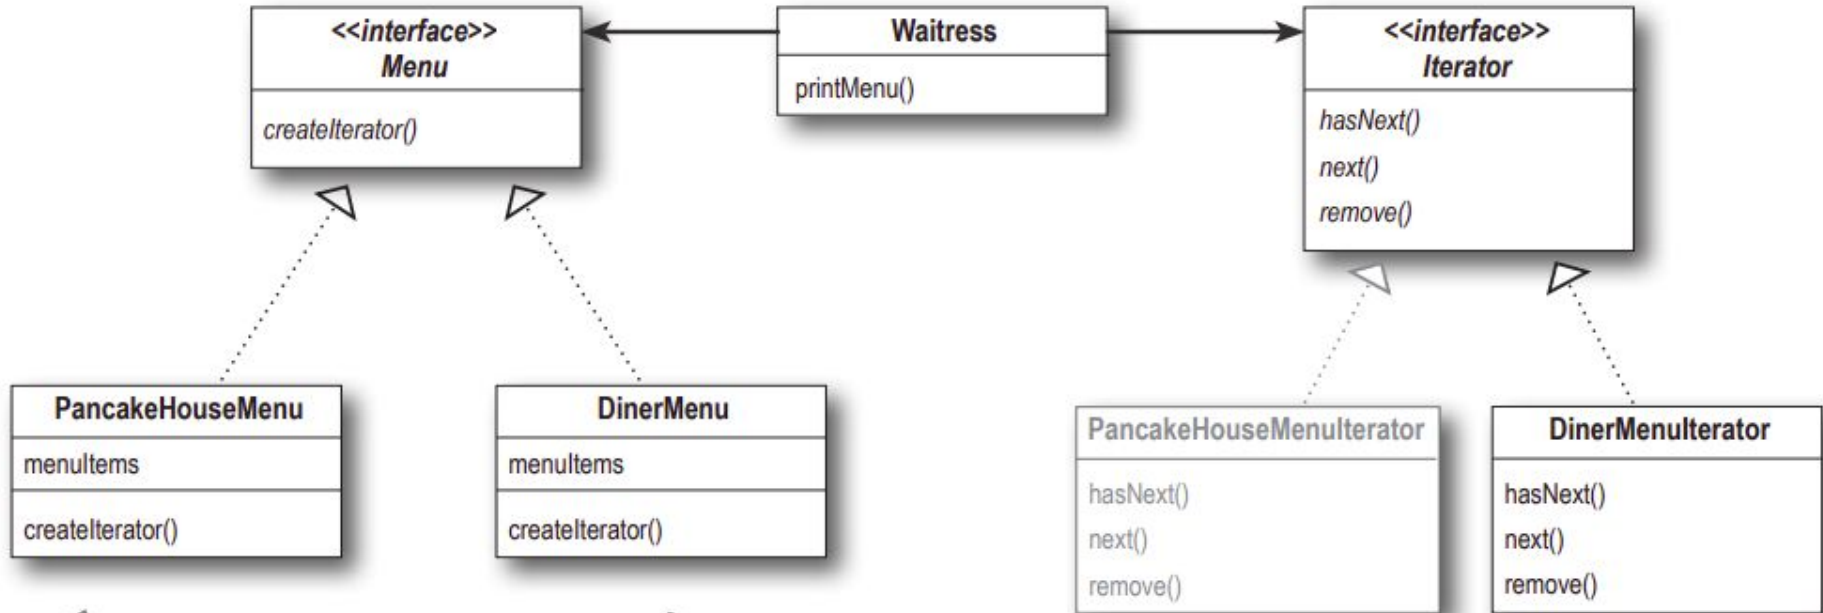 <<interface>>
Menu
createIterator()
Waitress
printMenu()
<<interface>>
Iterator
hasNext()
next()
remove()
PancakeHouseMenu
menuItems
createIterator()
DinerMenu
menuItems
createIterator()
PancakeHouseMenuIterator
hasNext()
next()
remove()
DinerMenuIterator
hasNext()
next()
remove()